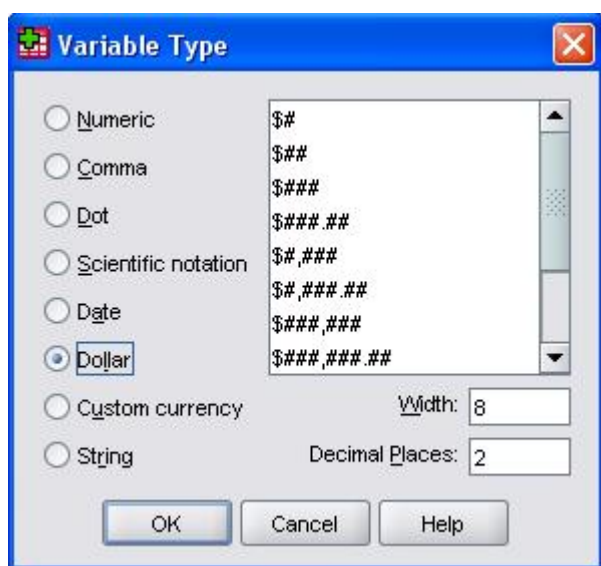 Variable Type
Numeric
Comma
Dot
Scientific notation
Date
Dollar
Custom currency
String
$#
$##
$###
$###.##
$#,###
$#,###.##
$###,###
$###,###.##
Width: 8
Decimal Places: 2
OK Cancel Help